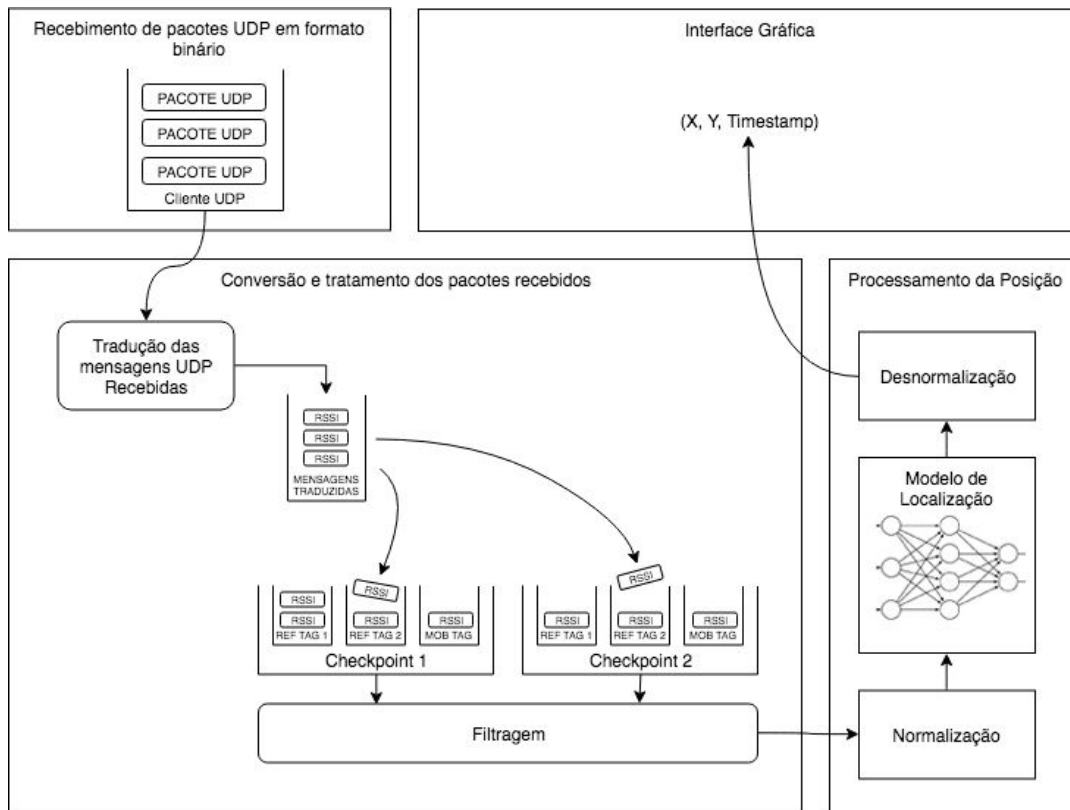 Recebimento de pacotes UDP em formato
binário
PACOTE UDP
PACOTE UDP
PACOTE UDP
Cliente UDP
Interface Gráfica
(X, Y, Timestamp)
Conversão e tratamento dos pacotes recebidos
Tradução das
mensagens UDP
Recebidas
RSSI
RSSI
RSSI
MENSAGENS
TRADUZIDAS
RSSI
RSSI
REF TAG 1
RSSI
RSSI
REF TAG 2
RSSI
MOB TAG
Checkpoint 1
RSSI
REF TAG 1
RSSI
RSSI
REF TAG 2
RSSI
MOB TAG
Checkpoint 2
Filtragem
Processamento da Posição
Desnormalização
Modelo de
Localização
Normalização